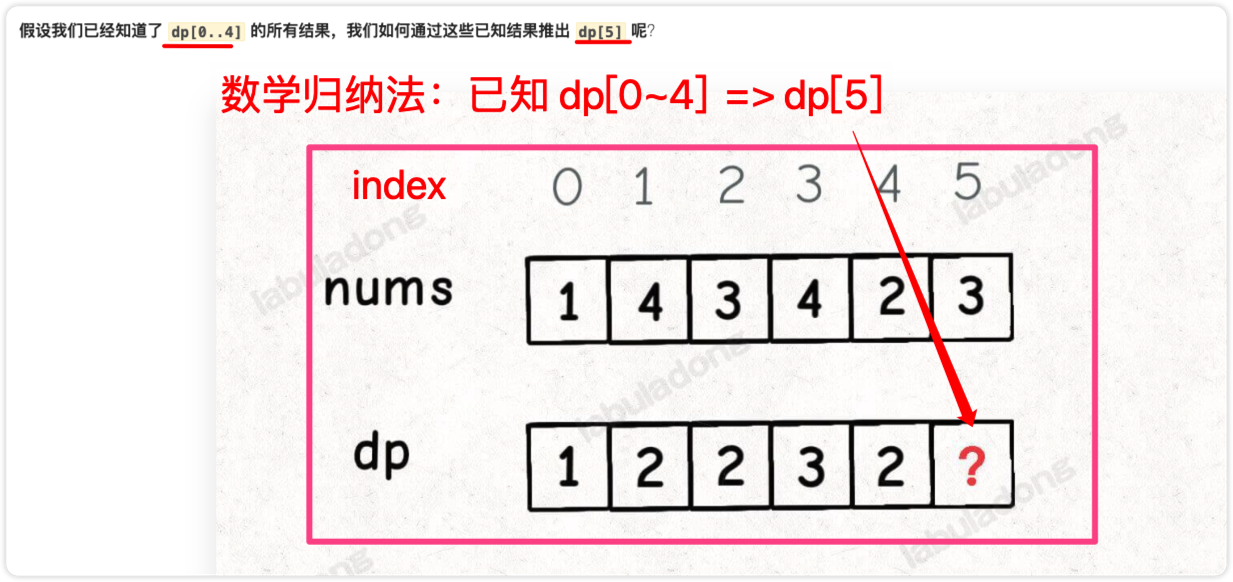 假设我们已经知道了 dp[0..4] 的所有结果，我们如何通过这些已知结果推出 dp[5] 呢?
数学归纳法：已知 dp[0~4] => dp[5]
index 0 1 2 3 4 5
nums 1 4 3 4 2 3
dp 1 2 2 3 2 ?
labuladong
labuladong
labuladong
labuladong
ng